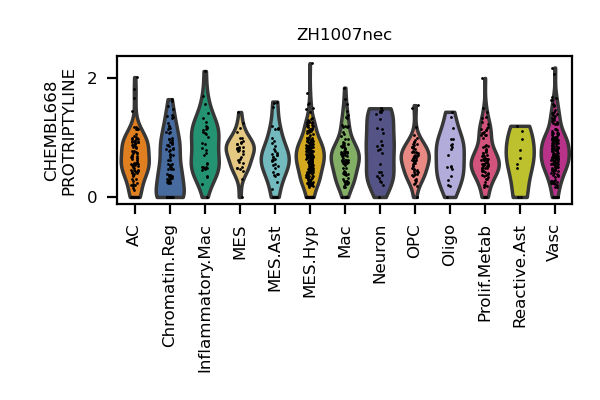 ZH1007nec
CHEMBL668
PROTRIPTYLINE
2
0
AC
Chromatin.Reg
Inflammatory.Mac
MES
MES.Ast
MES.Hyp
Mac
Neuron
OPC
Oligo
Prolif.Metab
Reactive.Ast
Vasc